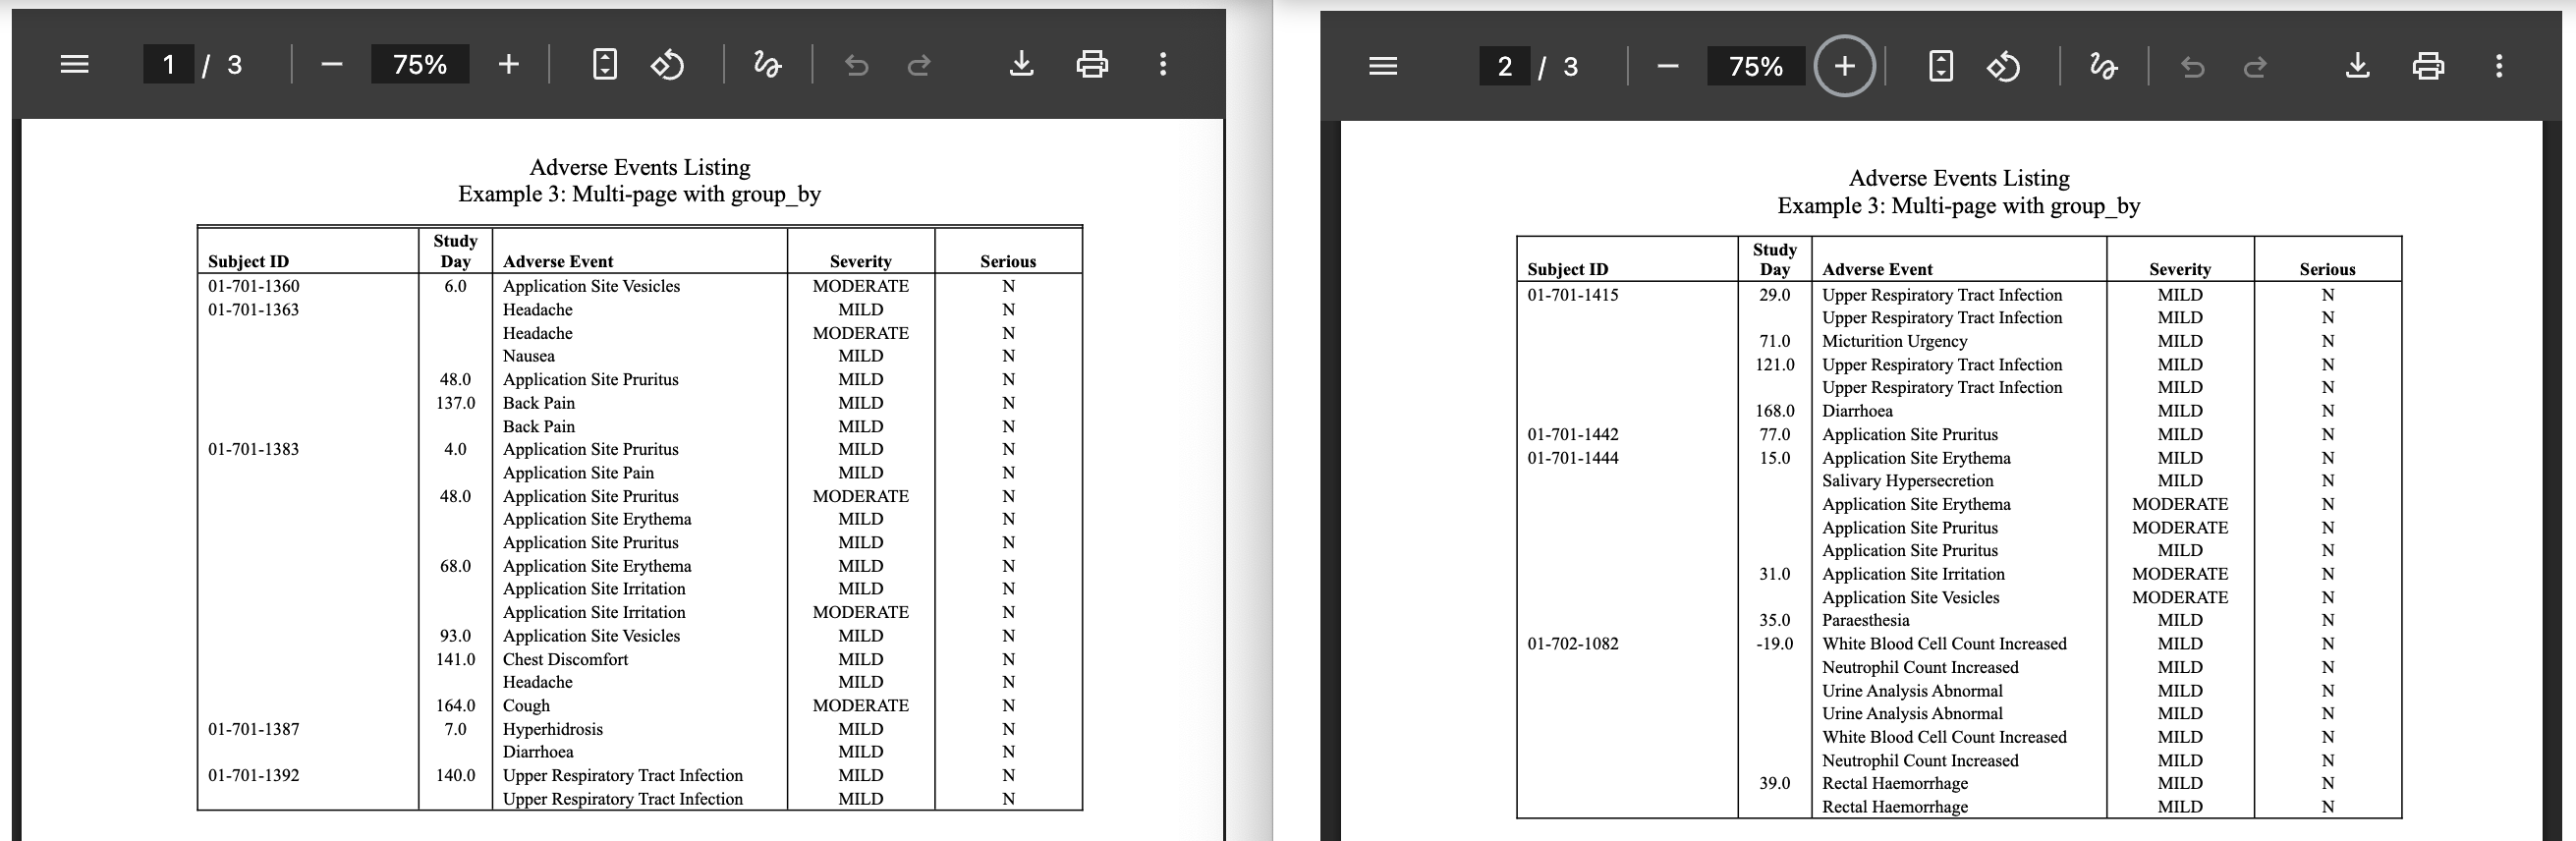 1 / 3 75%
Adverse Events Listing
Example 3: Multi-page with group_by
Subject ID Study Day Adverse Event Severity Serious
01-701-1360 6.0 Application Site Vesicles MODERATE N
01-701-1363 Headache MILD N
Headache MODERATE N
Nausea MILD N
48.0 Application Site Pruritus MILD N
137.0 Back Pain MILD N
Back Pain MILD N
01-701-1383 4.0 Application Site Pruritus MILD N
Application Site Pain MILD N
48.0 Application Site Pruritus MODERATE N
Application Site Erythema MILD N
Application Site Pruritus MILD N
68.0 Application Site Erythema MILD N
Application Site Irritation MILD N
Application Site Irritation MODERATE N
93.0 Application Site Vesicles MILD N
141.0 Chest Discomfort MILD N
Headache MILD N
164.0 Cough MODERATE N
01-701-1387 7.0 Hyperhidrosis MILD N
Diarrhoea MILD N
01-701-1392 140.0 Upper Respiratory Tract Infection MILD N
Upper Respiratory Tract Infection MILD N
2 / 3 75%
Adverse Events Listing
Example 3: Multi-page with group_by
Subject ID Study Day Adverse Event Severity Serious
01-701-1415 29.0 Upper Respiratory Tract Infection MILD N
Upper Respiratory Tract Infection MILD N
71.0 Micturition Urgency MILD N
121.0 Upper Respiratory Tract Infection MILD N
Upper Respiratory Tract Infection MILD N
168.0 Diarrhoea MILD N
01-701-1442 77.0 Application Site Pruritus MILD N
01-701-1444 15.0 Application Site Erythema MILD N
Salivary Hypersecretion MILD N
Application Site Erythema MODERATE N
Application Site Pruritus MODERATE N
Application Site Pruritus MILD N
31.0 Application Site Irritation MODERATE N
Application Site Vesicles MODERATE N
35.0 Paraesthesia MILD N
01-702-1082 -19.0 White Blood Cell Count Increased MILD N
Neutrophil Count Increased MILD N
Urine Analysis Abnormal MILD N
Urine Analysis Abnormal MILD N
White Blood Cell Count Increased MILD N
Neutrophil Count Increased MILD N
39.0 Rectal Haemorrhage MILD N
Rectal Haemorrhage MILD N